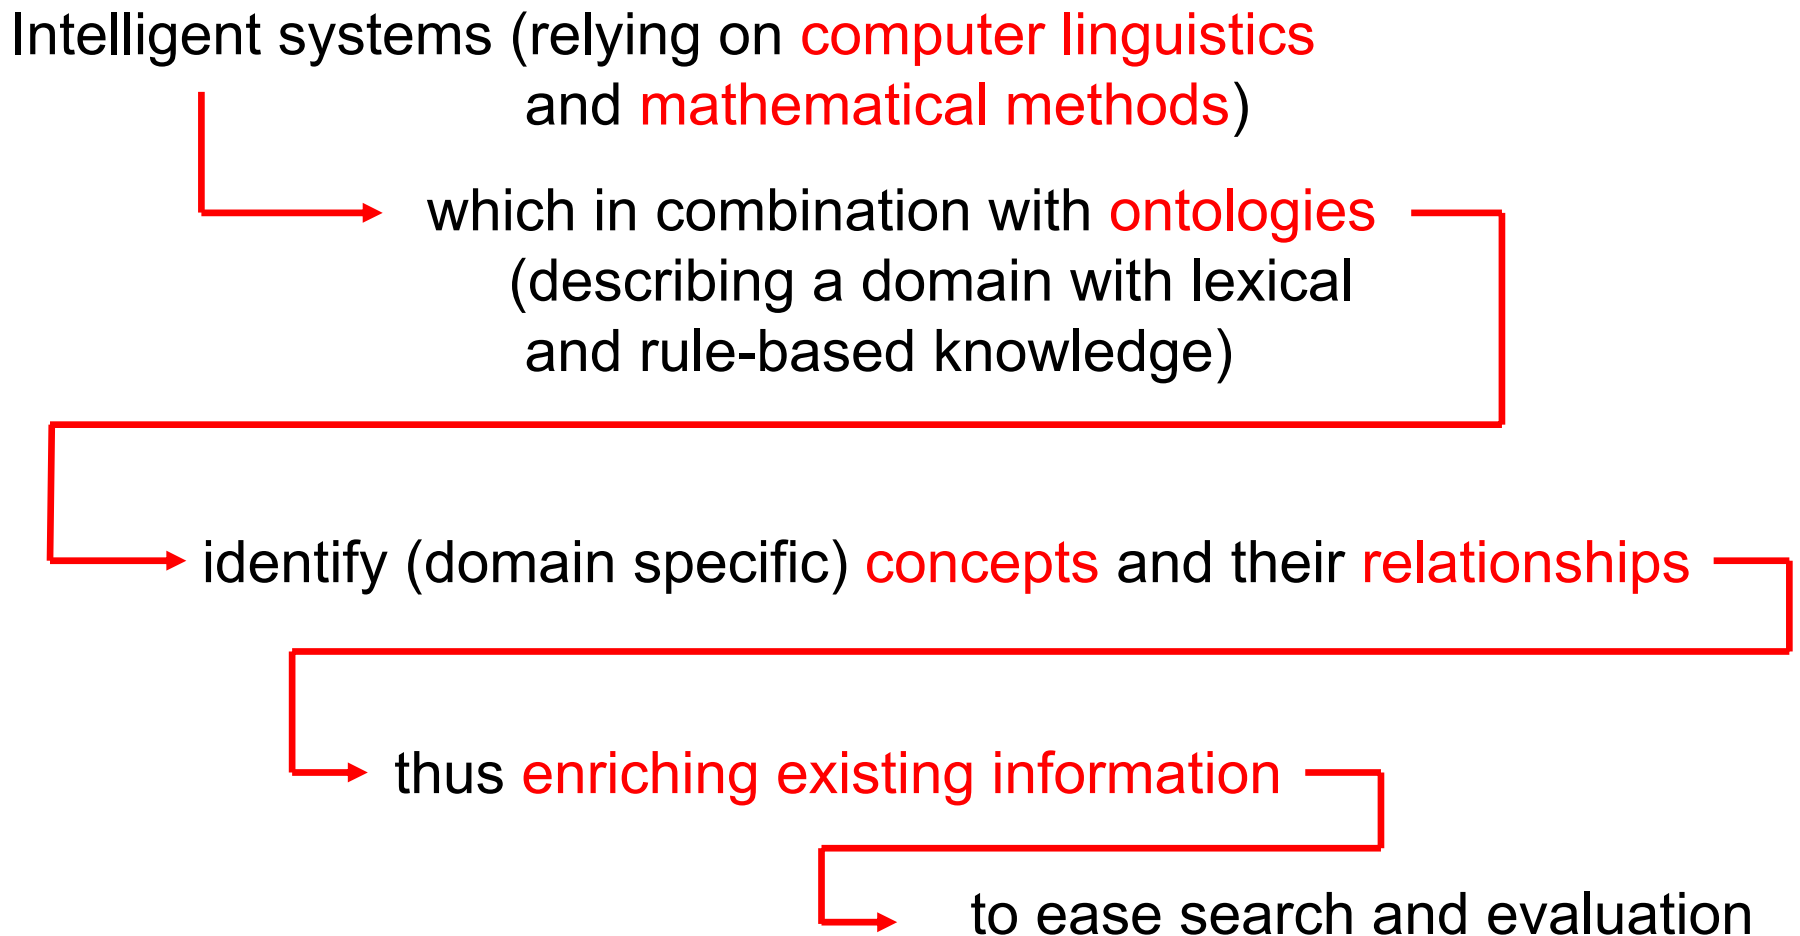 Intelligent systems (relying on computer linguistics
and mathematical methods)
which in combination with ontologies
(describing a domain with lexical
and rule-based knowledge)
identify (domain specific) concepts and their relationships
thus enriching existing information
to ease search and evaluation